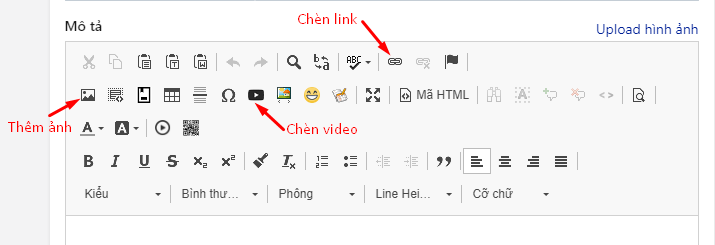 Chèn link
Mô tả
Upload hình ảnh
ABC
Mã HTML
Thêm ảnh
Chèn video
Kiểu
Bình thư...
Phông
Line Hei...
Cỡ chữ